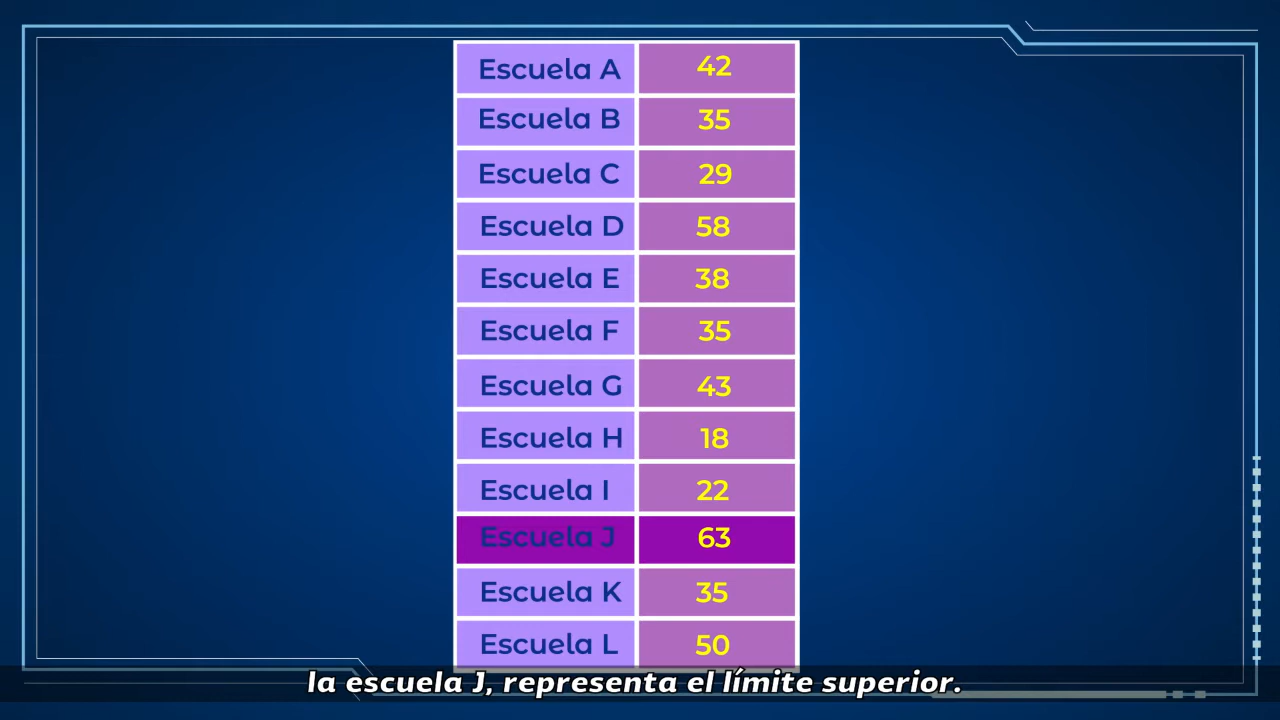 Escuela A 42
Escuela B 35
Escuela C 29
Escuela D 58
Escuela E 38
Escuela F 35
Escuela G 43
Escuela H 18
Escuela I 22
Escuela J 63
Escuela K 35
Escuela L 50
la escuela J, representa el límite superior.